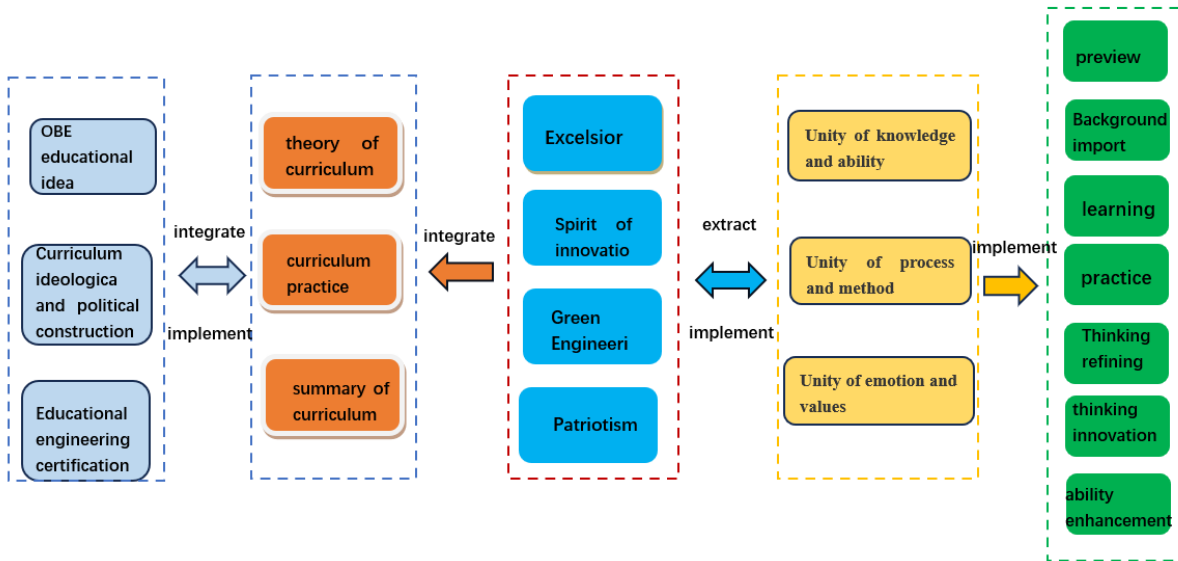 OBE
educational
idea
Curriculum
ideologica
and political
construction
Educational
engineering
certification
integrate
implement
theory of
curriculum
curriculum
practice
summary of
curriculum
integrate
Excelsior
Spirit of
innovatio
Green
Engineeri
Patriotism
extract
implement
Unity of knowledge
and ability
Unity of process
and method
Unity of emotion and
values
implement
preview
Background
import
learning
practice
Thinking
refining
thinking
innovation
ability
enhancement